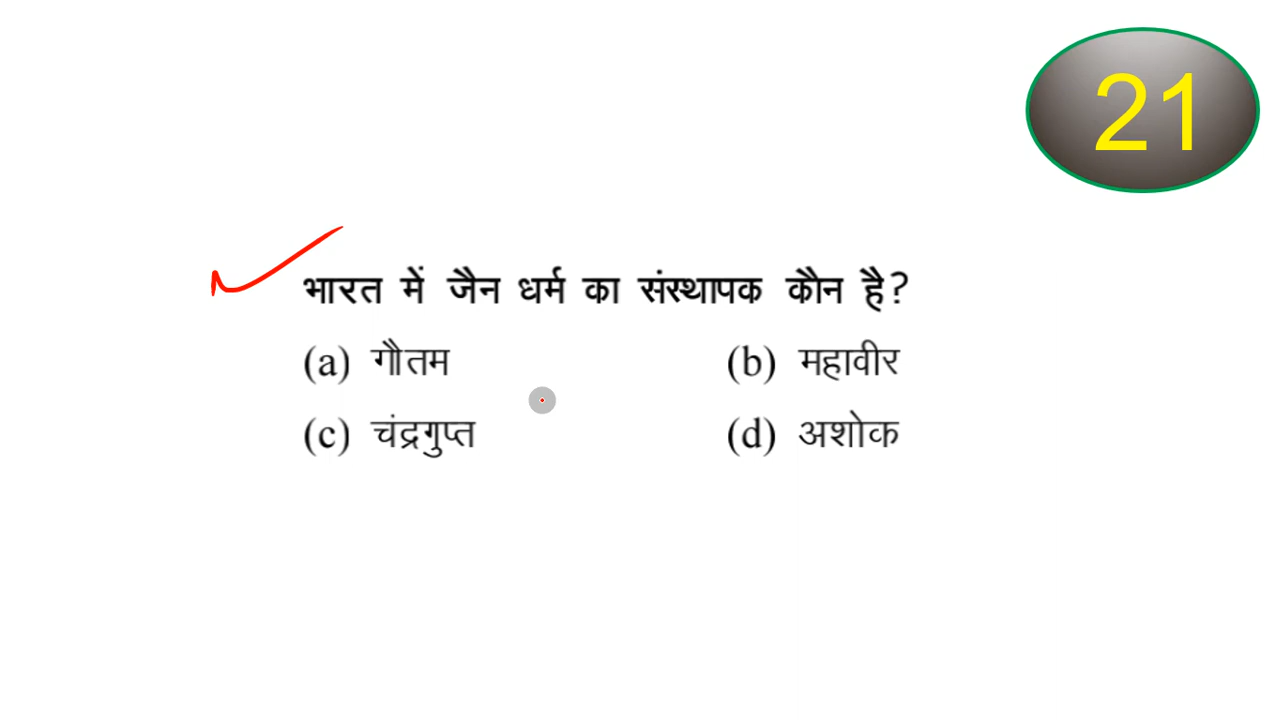 21
भारत में जैन धर्म का संस्थापक कौन है?
(a) गौतम (b) महावीर
(c) चंद्रगुप्त (d) अशोक